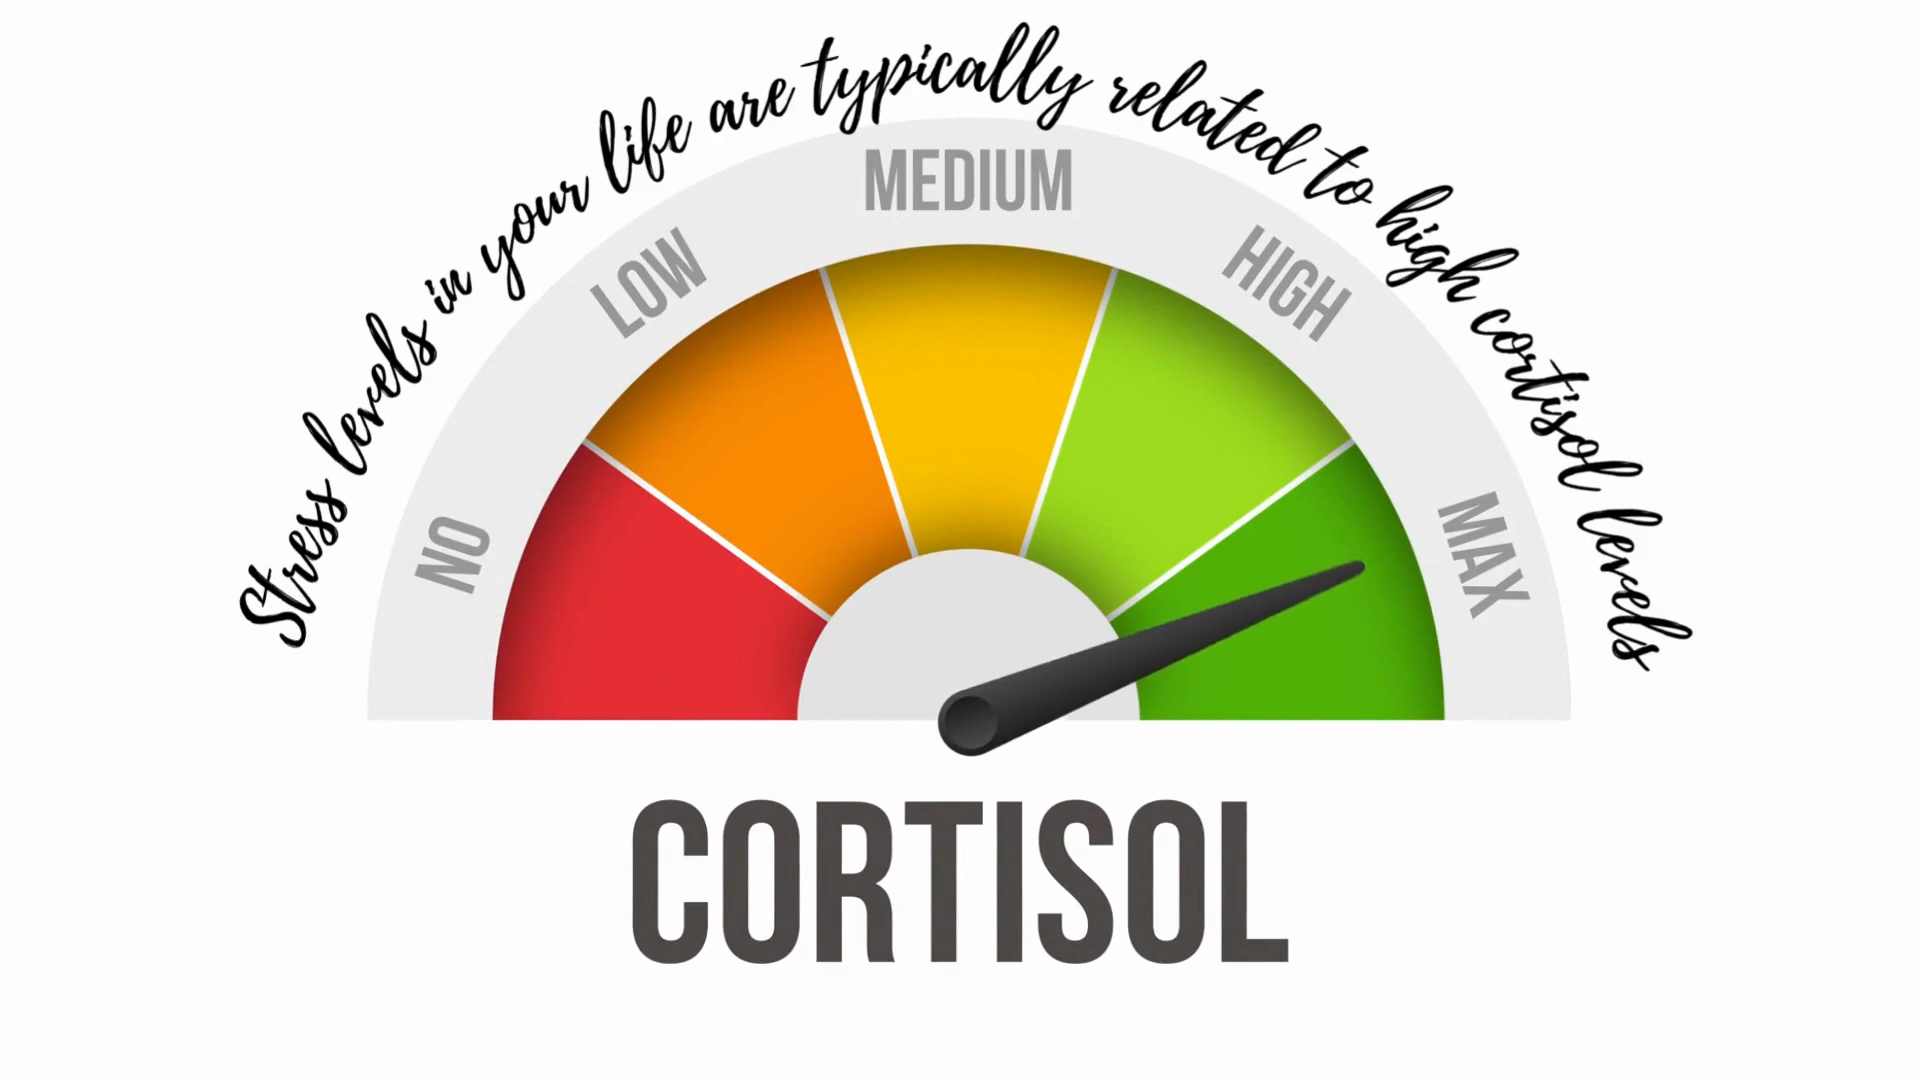 Stress levels in your life are typically related to high cortisol levels
NO
LOW
MEDIUM
HIGH
MAX
CORTISOL